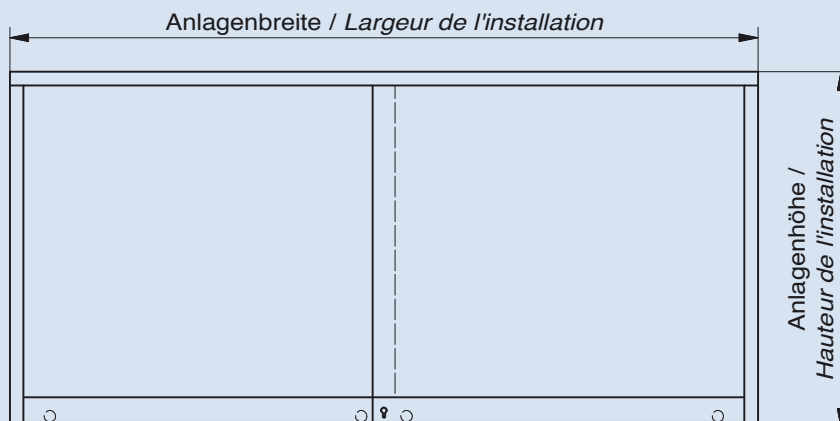 Anlagenbreite / Largeur de l'installation
Anlagenhöhe /
Hauteur de l'installation